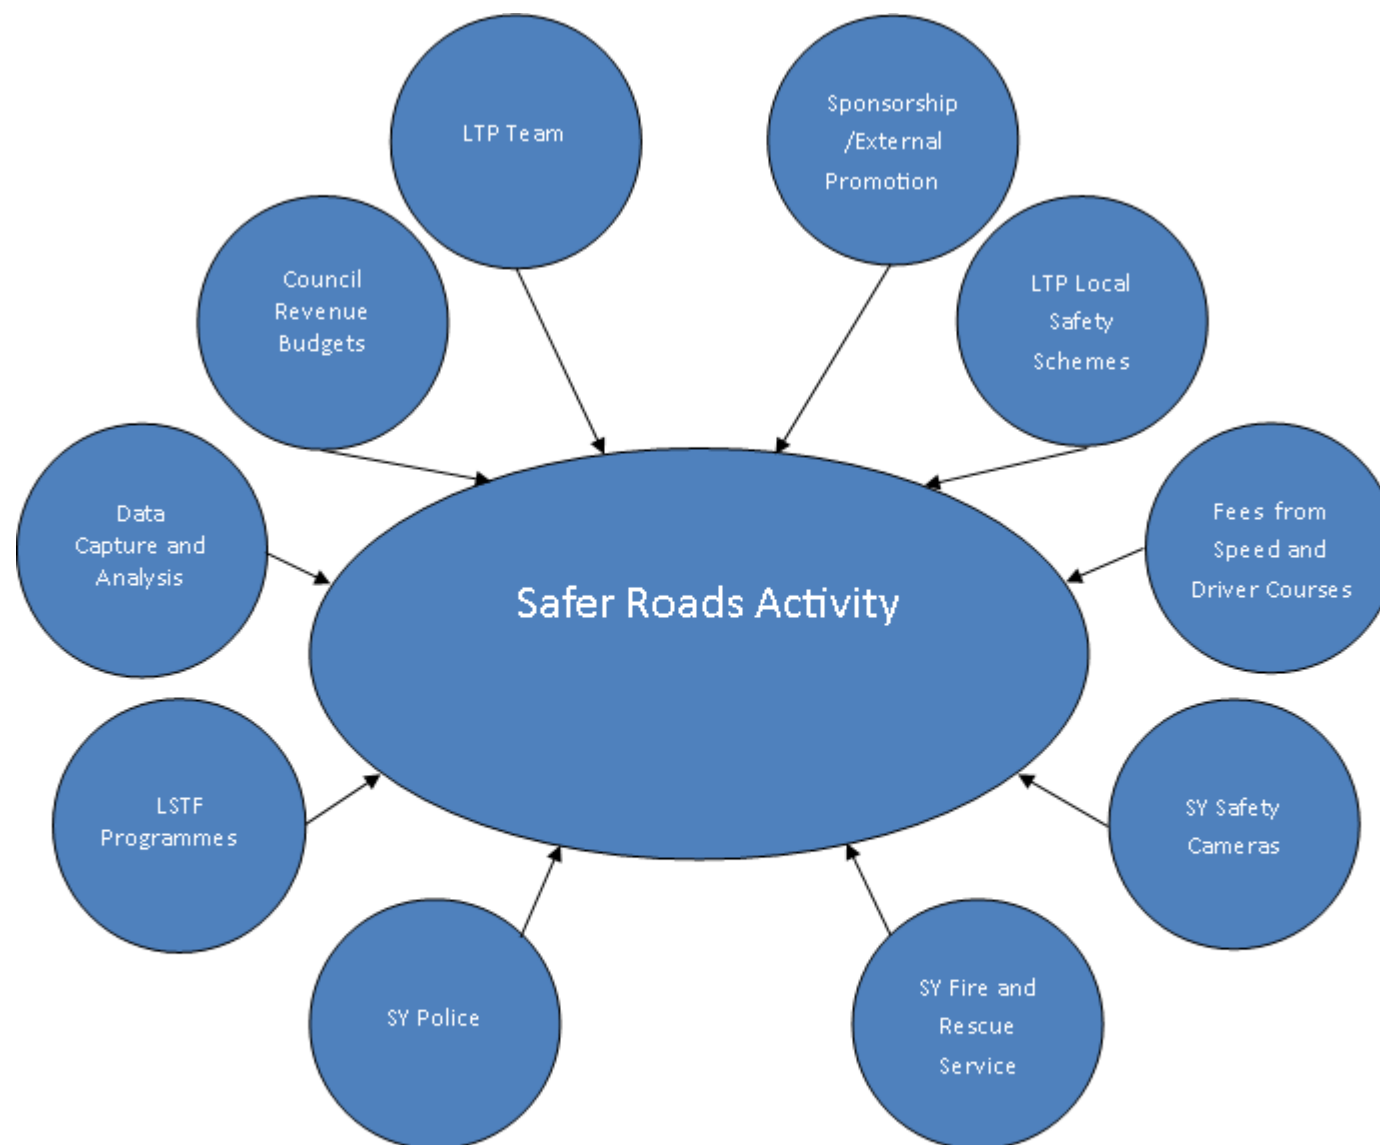 LTP Team
Sponsorship
/External
Promotion
Council
Revenue
Budgets
LTP Local
Safety
Schemes
Data
Capture and
Analysis
Fees from
Speed and
Driver Courses
Safer Roads Activity
LSTF
Programmes
SY Safety
Cameras
SY Police
SY Fire and
Rescue
Service